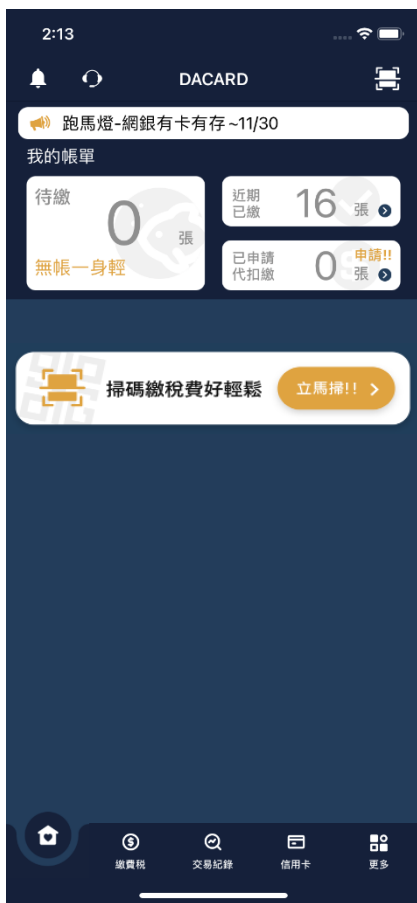 2:13
DACARD
跑馬燈-網銀有卡有存~11/30
我的帳單
待繳
0
張
無帳一身輕
近期
已繳
16
張
已申請
代扣繳
0
申請!!
張
掃碼繳稅費好輕鬆
立馬掃!!
繳費稅
交易紀錄
信用卡
更多